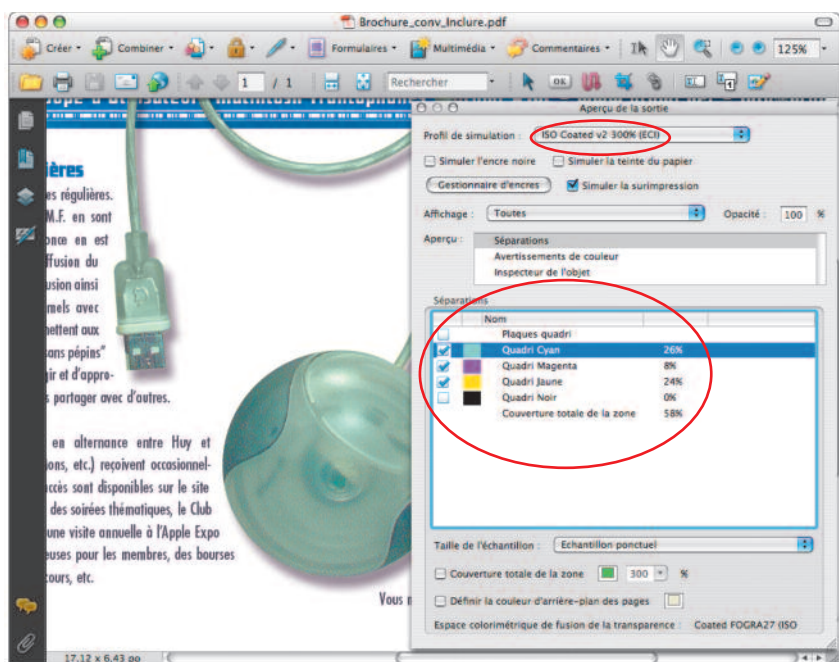 Brochure_conv_Inclure.pdf
Créer Combiner Formulaires Multimédia Commentaires 125%
1 / 1 Rechercher OK
Aperçu de la sortie
Profil de simulation : ISO Coated v2 300% (ECI)
Simuler l'encre noire Simuler la teinte du papier
Gestionnaire d'encres Simuler la surimpression
Affichage : Toutes Opacité : 100 %
Aperçu : Séparations
Avertissements de couleur
Inspecteur de l'objet
Séparations
Nom
Plaques quadri
Quadri Cyan 26%
Quadri Magenta 8%
Quadri Jaune 24%
Quadri Noir 0%
Couverture totale de la zone 58%
Taille de l'échantillon : Echantillon ponctuel
Couverture totale de la zone 300 %
Définir la couleur d'arrière-plan des pages
Espace colorimétrique de fusion de la transparence : Coated FOGRA27 (ISO
ières
es régulières.
M.F. en sont
once en est
ffusion du
usion ainsi
mels avec
mettent aux
sans pépins"
gir et d'appro-
s partager avec d'autres.
en alternance entre Huy et
ions, etc.) reçoivent occasionnel-
accès sont disponibles sur le site
des soirées thématiques, le Club
une visite annuelle à l'Apple Expo
euses pour les membres, des bourses
cours, etc.
Vous
17,12 x 6,43 po